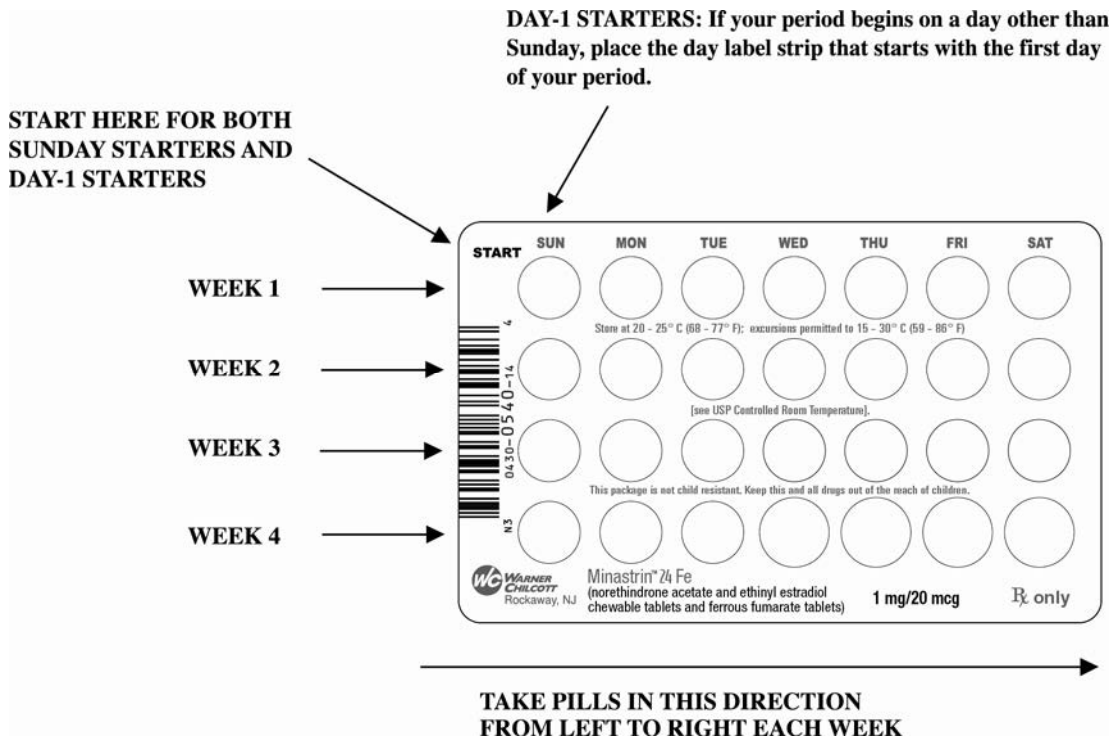 DAY-1 STARTERS: If your period begins on a day other than
Sunday, place the day label strip that starts with the first day
of your period.
START HERE FOR BOTH
SUNDAY STARTERS AND
DAY-1 STARTERS
START
SUN MON TUE WED THU FRI SAT
WEEK 1
Store at 20 - 25° C (68 - 77° F); excursions permitted to 15 - 30° C (59 - 86° F)
WEEK 2
[see USP Controlled Room Temperature].
WEEK 3
This package is not child resistant. Keep this and all drugs out of the reach of children.
WEEK 4
N3 0430-0540-14 4
WC WARNER
CHILCOTT
Rockaway, NJ
Minastrin™ 24 Fe
(norethindrone acetate and ethinyl estradiol
chewable tablets and ferrous fumarate tablets)
1 mg/20 mcg
℞ only
TAKE PILLS IN THIS DIRECTION
FROM LEFT TO RIGHT EACH WEEK